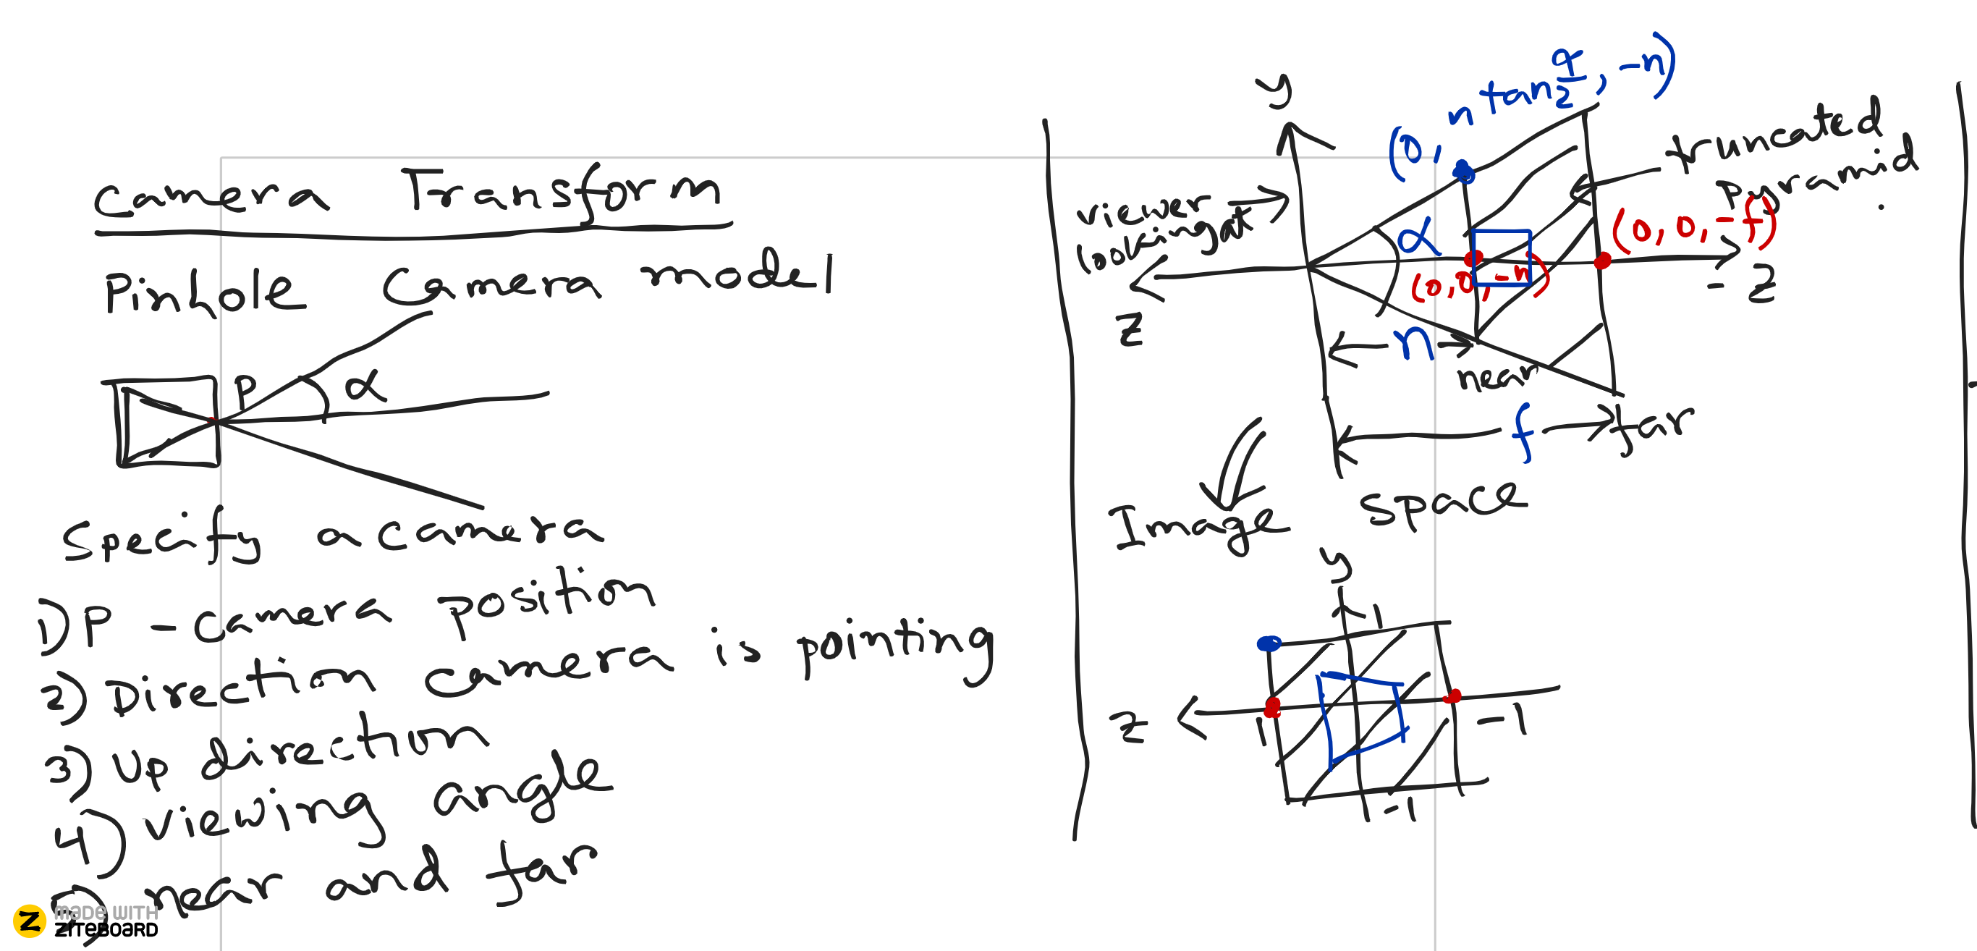 Camera Transform
Pinhole Camera model
P
α
Specify a camera
1) P - camera position
2) Direction camera is pointing
3) Up direction
4) viewing angle
5) near and far
MADE WITH
ZITEBOARD
y
(0, n tan α/2, -n)
truncated
pyramid
viewer
looking at
α
(0, 0, -f)
(0, 0, -n)
- z
z
n
near
f
far
space
Image
y
1
z
1
-1
-1